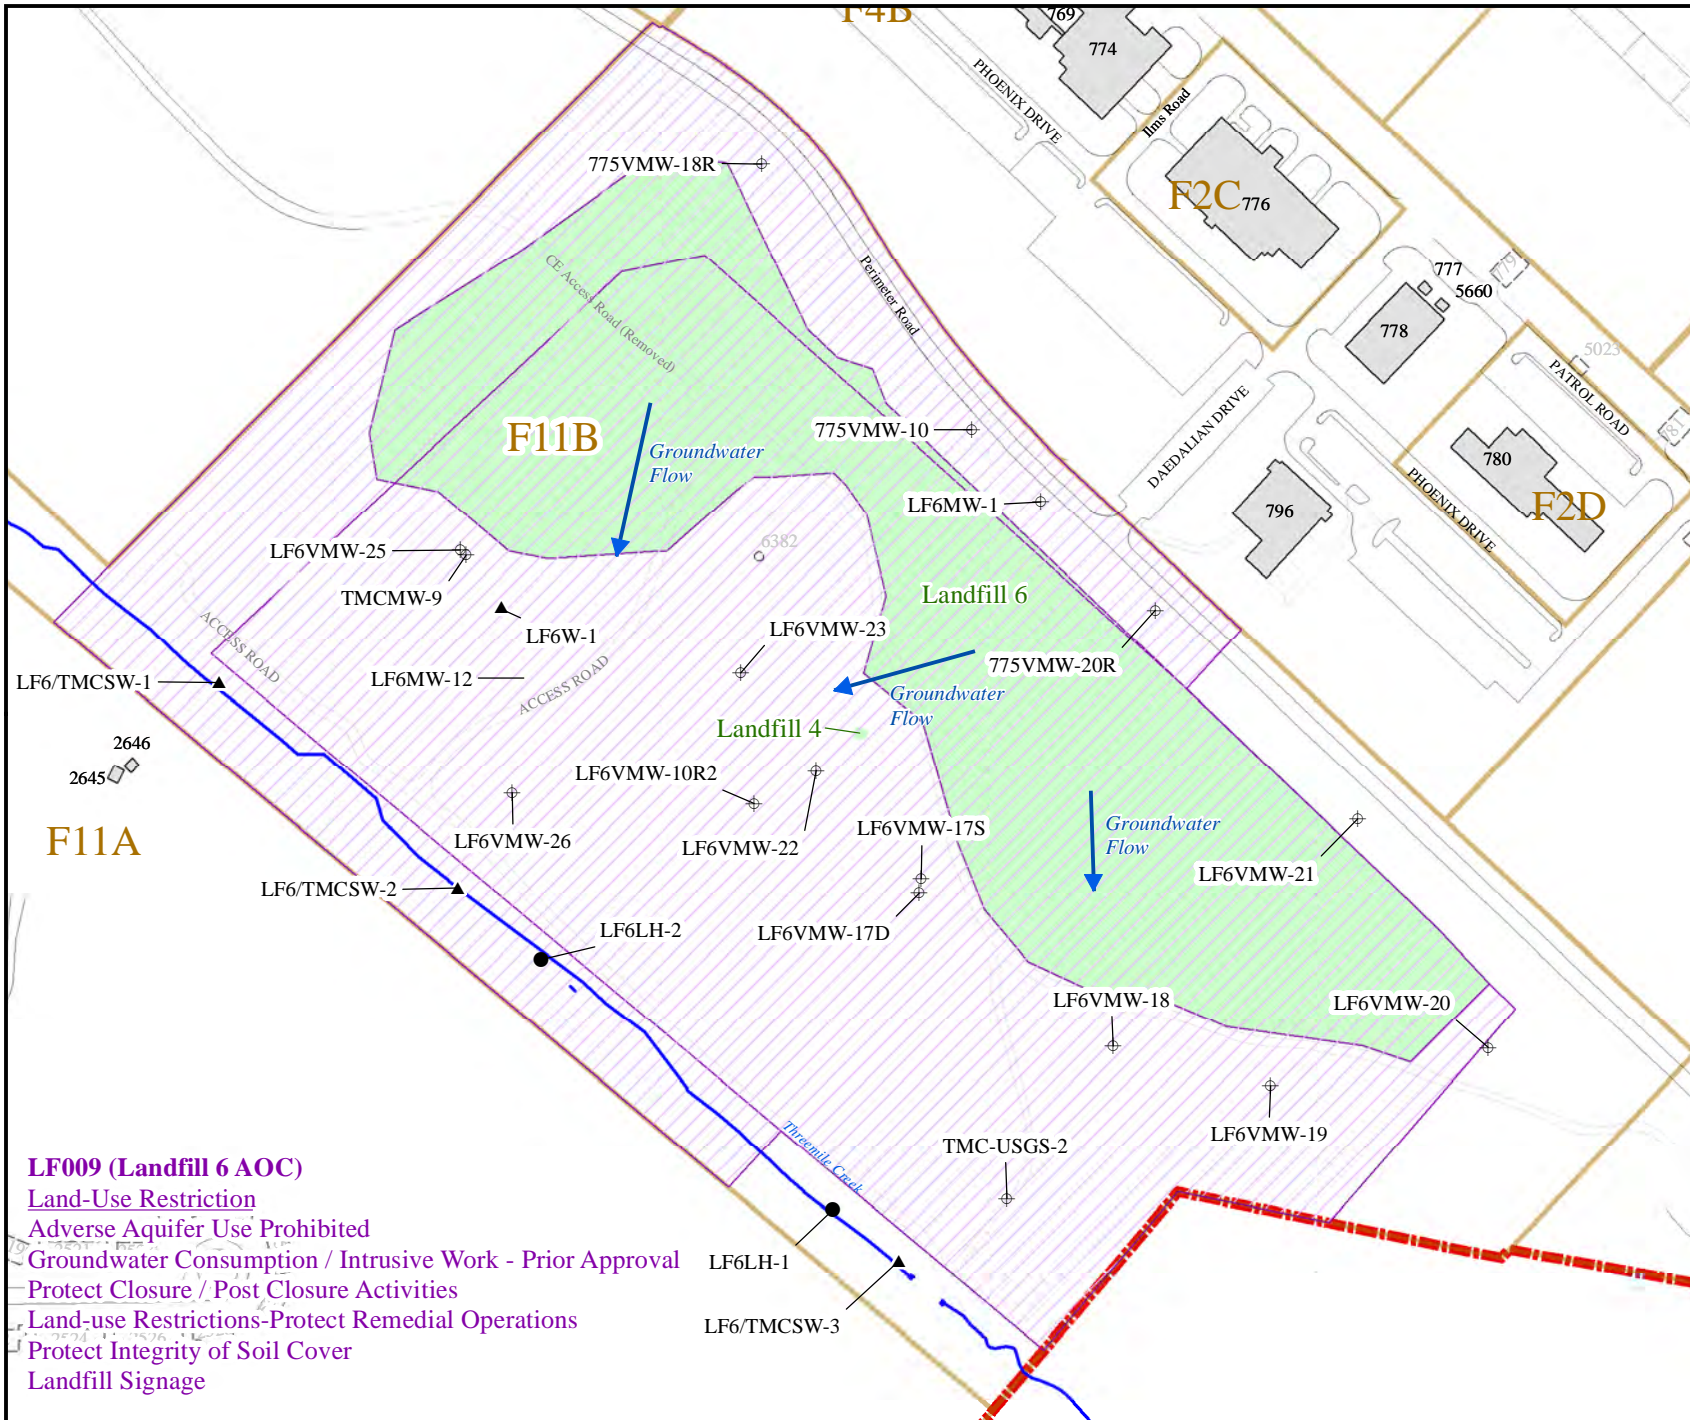 F4B
769
774
PHOENIX DRIVE
Ilms Road
775VMW-18R
F2C
776
CE Access Road (Removed)
Perimeter Road
777
779
5660
778
5023
PATROL ROAD
DAEDALIAN DRIVE
F11B
Groundwater
Flow
775VMW-10
781
780
PHOENIX DRIVE
F2D
LF6MW-1
796
6382
LF6VMW-25
TMCMW-9
Landfill 6
LF6W-1
LF6VMW-23
ACCESS ROAD
775VMW-20R
LF6MW-12
ACCESS ROAD
LF6/TMCSW-1
Groundwater
Flow
Landfill 4
2646
2645
LF6VMW-10R2
F11A
LF6VMW-26
LF6VMW-22
LF6VMW-17S
Groundwater
Flow
LF6VMW-21
LF6/TMCSW-2
LF6LH-2
LF6VMW-17D
LF6VMW-18
LF6VMW-20
Threemile Creek
TMC-USGS-2
LF6VMW-19
LF009 (Landfill 6 AOC)
Land-Use Restriction
Adverse Aquifer Use Prohibited
Groundwater Consumption / Intrusive Work - Prior Approval
Protect Closure / Post Closure Activities
Land-use Restrictions-Protect Remedial Operations
Protect Integrity of Soil Cover
Landfill Signage
LF6LH-1
LF6/TMCSW-3
2524
2526